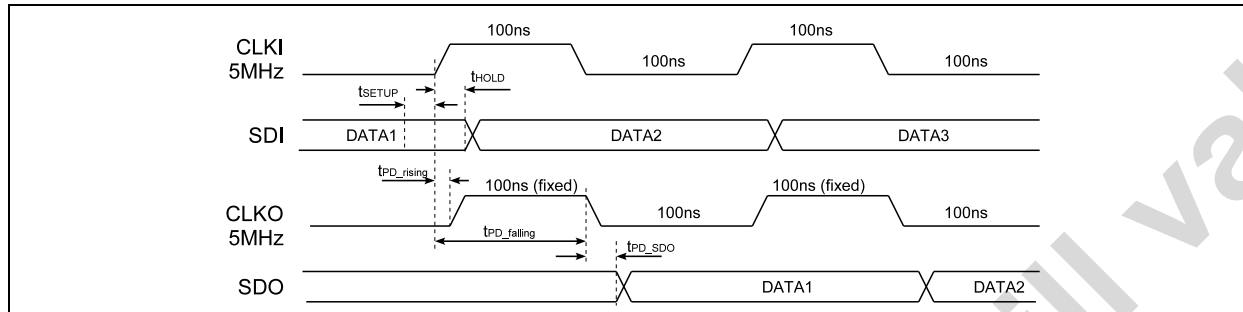 100ns 100ns
CLKI
5MHz 100ns 100ns
tSETUP tHOLD
SDI DATA1 DATA2 DATA3
tPD_rising
100ns (fixed) 100ns (fixed)
CLKO
5MHz 100ns 100ns
tPD_falling
tPD_SDO
SDO DATA1 DATA2